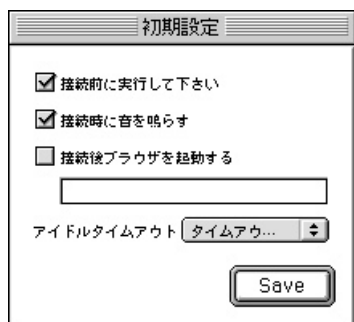 初期設定
接続前に実行して下さい
接続時に音を鳴らす
接続後ブラウザを起動する
アイドルタイムアウト タイムアウ...
Save